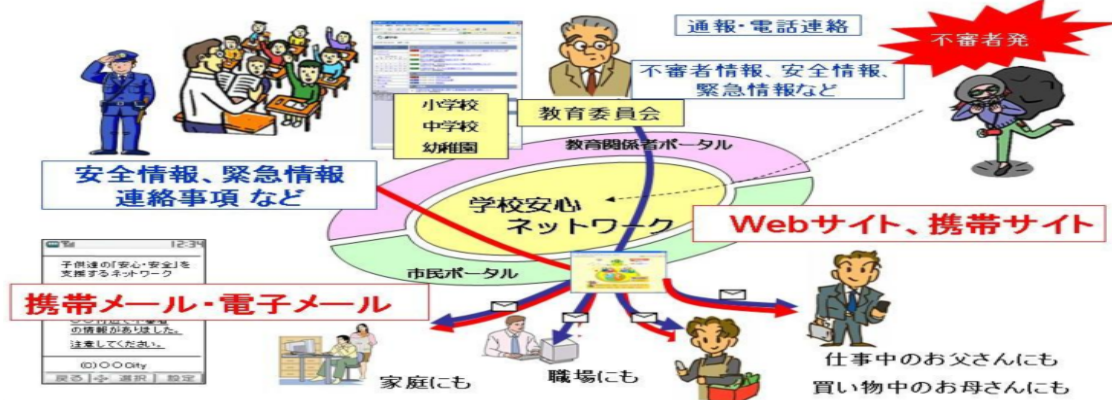 通報・電話連絡
不審者発
不審者情報、安全情報、
緊急情報など
小学校
中学校
幼稚園
教育委員会
教育関係者ポータル
安全情報、緊急情報
連絡事項 など
学校安心
ネットワーク
Webサイト、携帯サイト
市民ポータル
12:34
子供達の「安心・安全」を
支援するネットワーク
携帯メール・電子メール
の情報がありました。
注意してください。
(C)〇〇City
戻る
選択
設定
家庭にも
職場にも
仕事中のお父さんにも
買い物中のお母さんにも